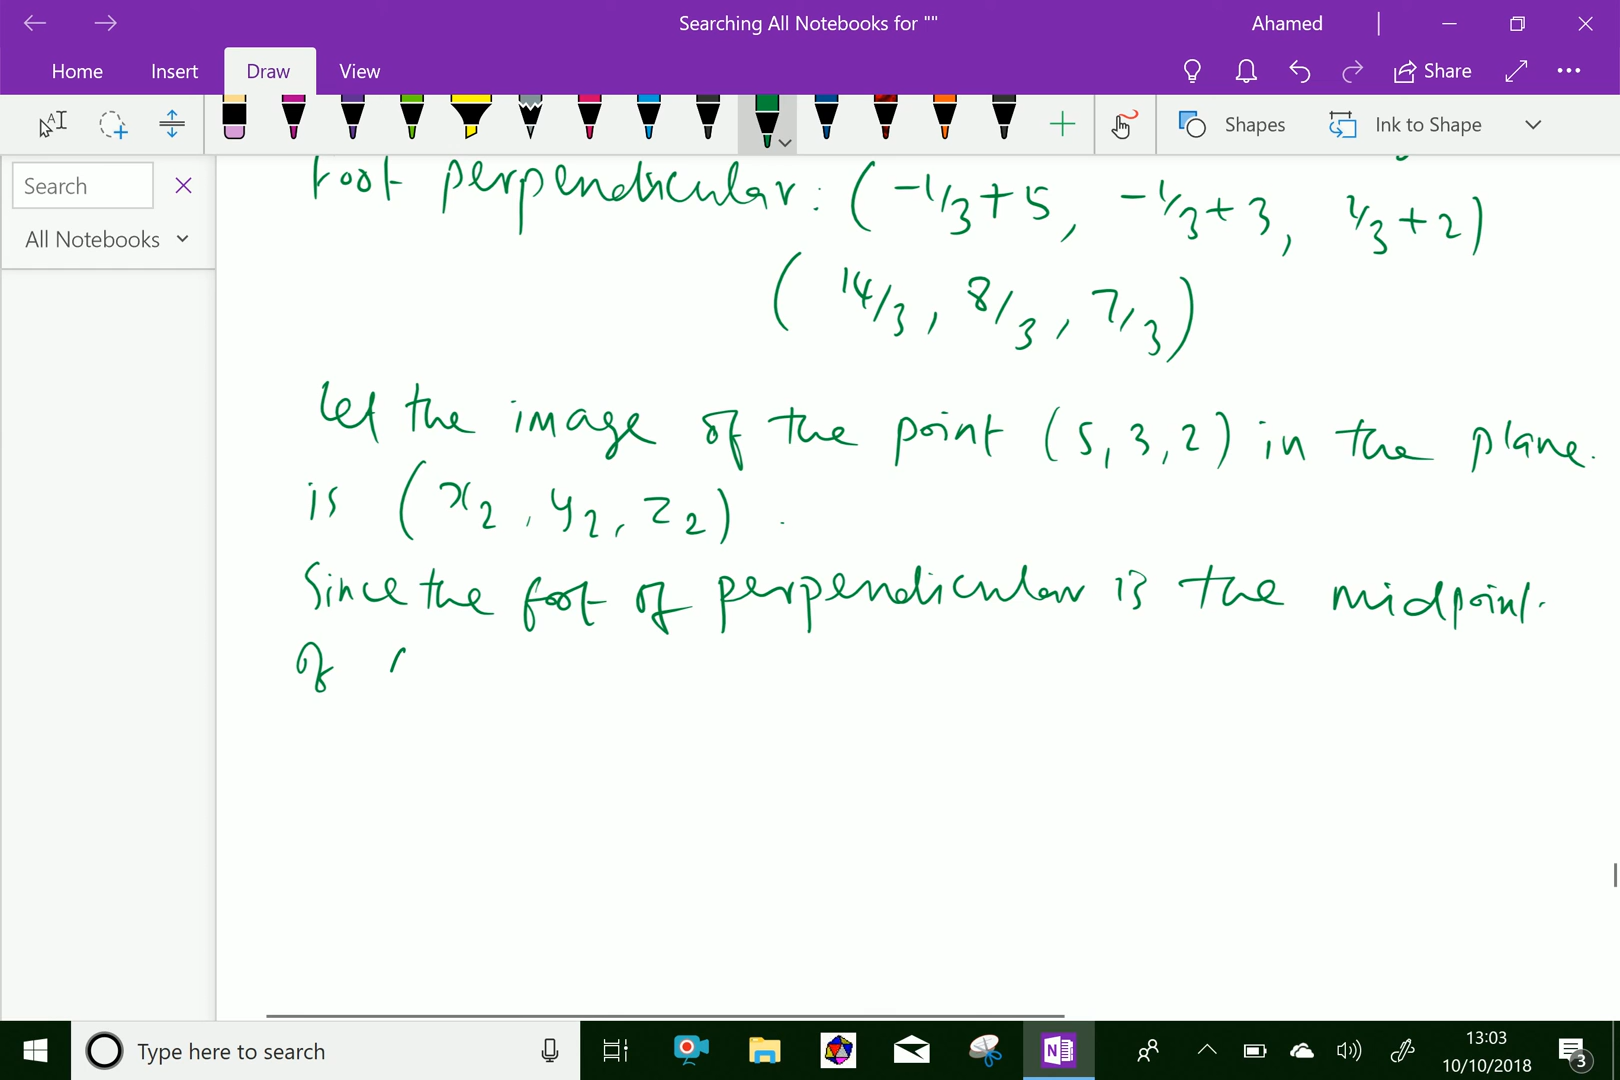 Searching All Notebooks for ""
Ahamed
Home Insert Draw View
Share
Shapes
Ink to Shape
Search
All Notebooks
Foot perpendicular: (-1/3+5, -1/3+3, 1/3+2)
(14/3, 8/3, 7/3)
Let the image of the point (5,3,2) in the plane.
is (x2, y2, z2).
Since the foot of perpendicular is the midpoint.
of (
Type here to search
13:03
10/10/2018
3